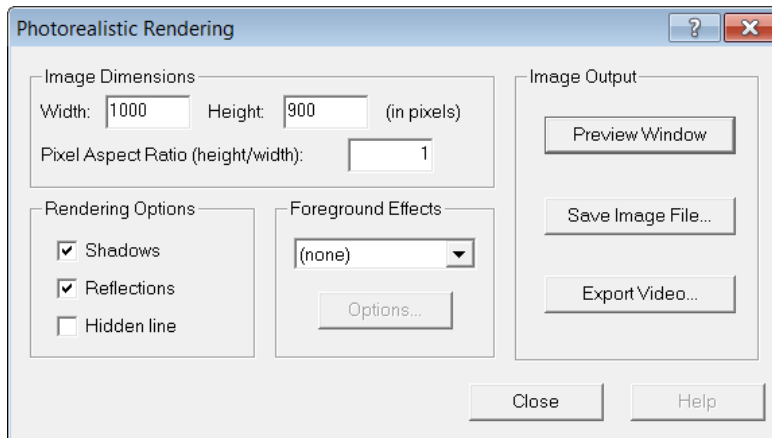 Photorealistic Rendering
Image Dimensions
Width: 1000 Height: 900 (in pixels)
Pixel Aspect Ratio (height/width): 1
Rendering Options
Shadows
Reflections
Hidden line
Foreground Effects
(none)
Options...
Image Output
Preview Window
Save Image File...
Export Video...
Close
Help